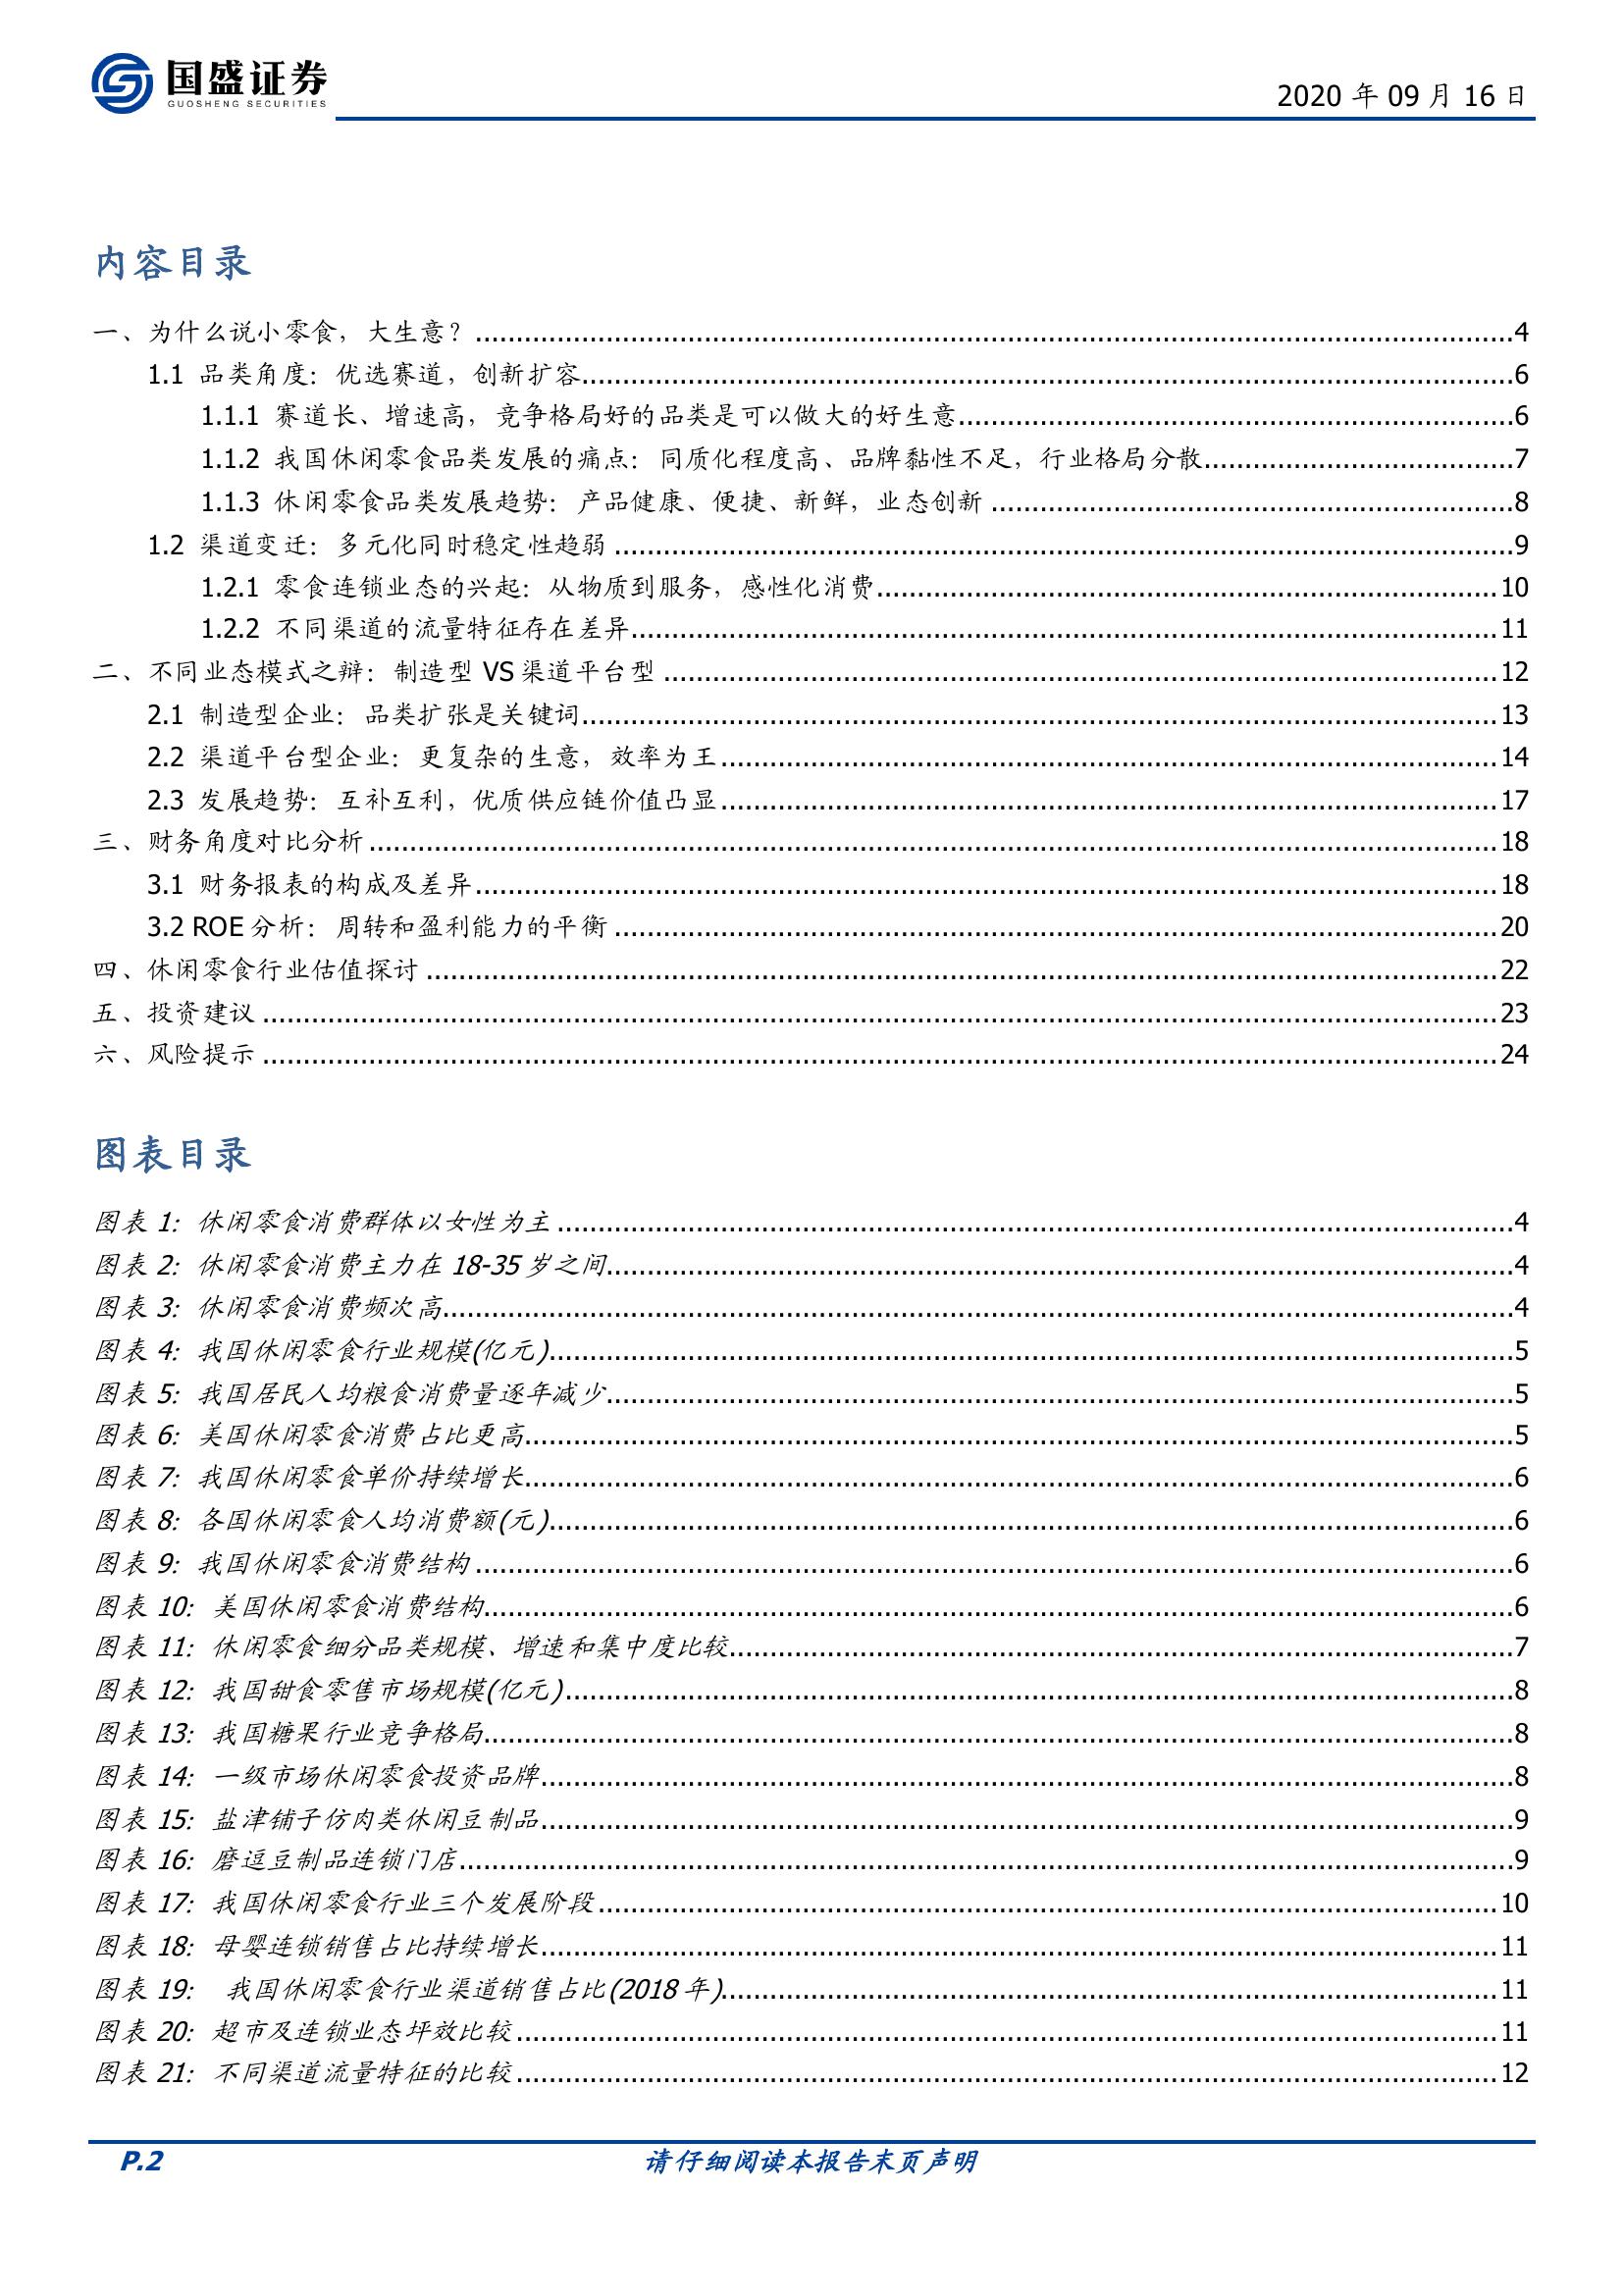 国盛证券
GUOSHENG SECURITIES
2020 年 09 月 16 日
内容目录
一、为什么说小零食，大生意？ ........ 4
1.1 品类角度：优选赛道，创新扩容........ 6
1.1.1 赛道长、增速高，竞争格局好的品类是可以做大的好生意........ 6
1.1.2 我国休闲零食品类发展的痛点：同质化程度高、品牌黏性不足，行业格局分散........ 7
1.1.3 休闲零食品类发展趋势：产品健康、便捷、新鲜，业态创新 ........ 8
1.2 渠道变迁：多元化同时稳定性趋弱 ........ 9
1.2.1 零食连锁业态的兴起：从物质到服务，感性化消费........ 10
1.2.2 不同渠道的流量特征存在差异........ 11
二、不同业态模式之辩：制造型 VS 渠道平台型 ........ 12
2.1 制造型企业：品类扩张是关键词........ 13
2.2 渠道平台型企业：更复杂的生意，效率为王........ 14
2.3 发展趋势：互补互利，优质供应链价值凸显........ 17
三、财务角度对比分析 ........ 18
3.1 财务报表的构成及差异........ 18
3.2 ROE 分析：周转和盈利能力的平衡 ........ 20
四、休闲零食行业估值探讨 ........ 22
五、投资建议 ........ 23
六、风险提示 ........ 24
图表目录
图表 1: 休闲零食消费群体以女性为主 ........ 4
图表 2: 休闲零食消费主力在 18-35 岁之间........ 4
图表 3: 休闲零食消费频次高........ 4
图表 4: 我国休闲零食行业规模(亿元)........ 5
图表 5: 我国居民人均粮食消费量逐年减少........ 5
图表 6: 美国休闲零食消费占比更高........ 5
图表 7: 我国休闲零食单价持续增长........ 6
图表 8: 各国休闲零食人均消费额(元)........ 6
图表 9: 我国休闲零食消费结构 ........ 6
图表 10: 美国休闲零食消费结构........ 6
图表 11: 休闲零食细分品类规模、增速和集中度比较........ 7
图表 12: 我国甜食零售市场规模(亿元)........ 8
图表 13: 我国糖果行业竞争格局........ 8
图表 14: 一级市场休闲零食投资品牌........ 8
图表 15: 盐津铺子仿肉类休闲豆制品........ 9
图表 16: 磨逗豆制品连锁门店........ 9
图表 17: 我国休闲零食行业三个发展阶段 ........ 10
图表 18: 母婴连锁销售占比持续增长........ 11
图表 19: 我国休闲零食行业渠道销售占比(2018 年)........ 11
图表 20: 超市及连锁业态坪效比较 ........ 11
图表 21: 不同渠道流量特征的比较 ........ 12
P.2
请仔细阅读本报告末页声明